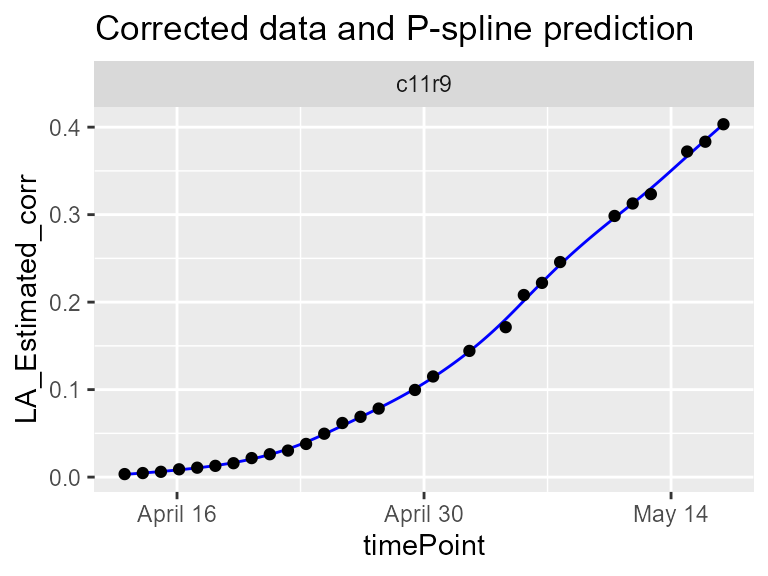 Corrected data and P-spline prediction
c11r9
LA_Estimated_corr
0.4
0.3
0.2
0.1
0.0
April 16
April 30
May 14
timePoint